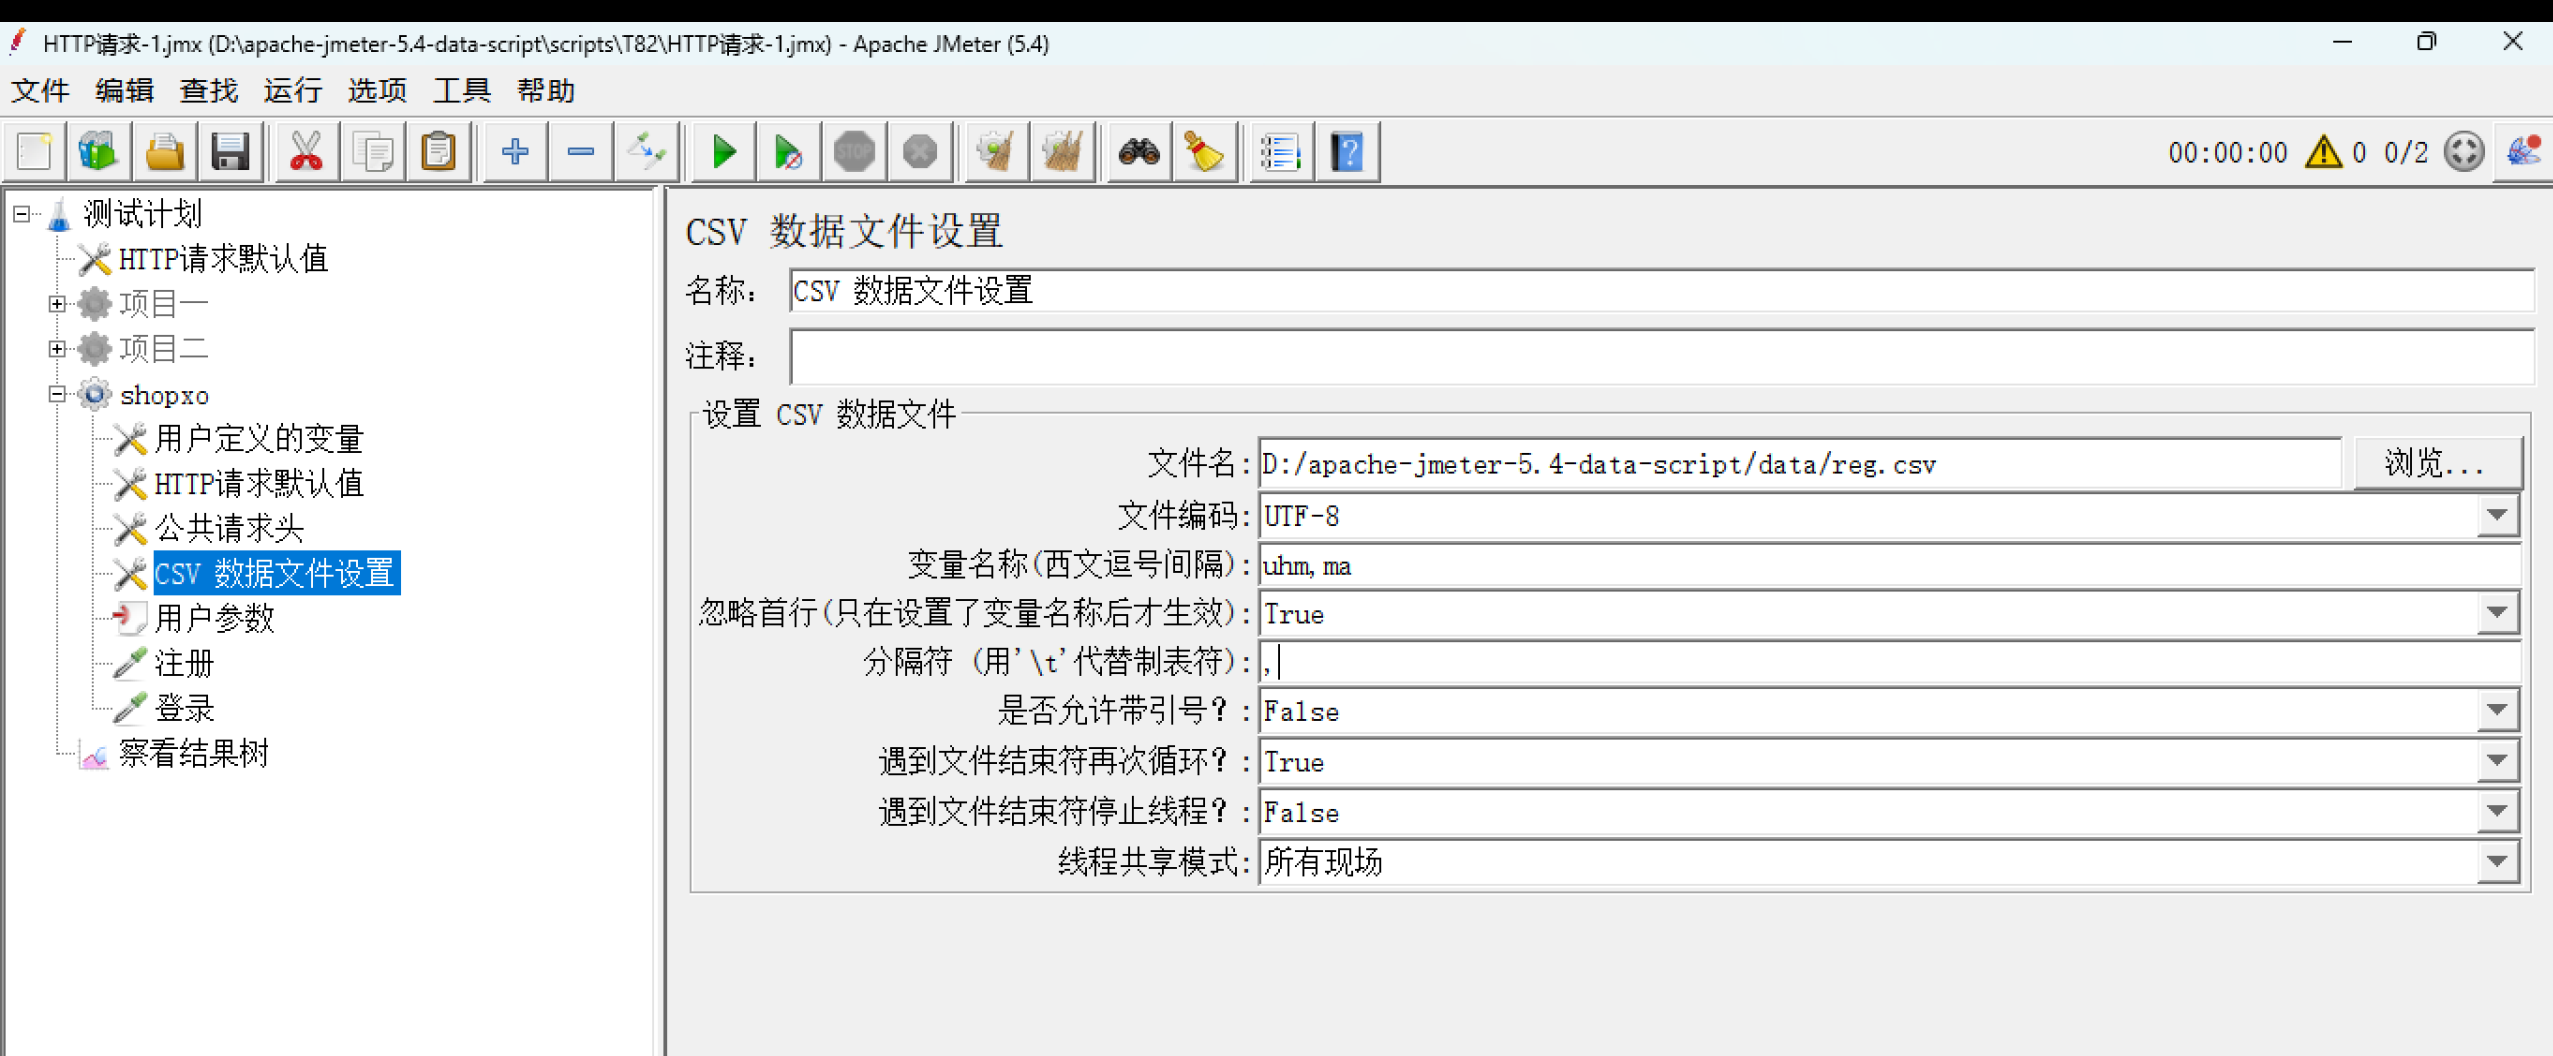 HTTP请求-1.jmx (D:\apache-jmeter-5.4-data-script\scripts\T82\HTTP请求-1.jmx) - Apache JMeter (5.4)
文件 编辑 查找 运行 选项 工具 帮助
STOP
?
00:00:00 0 0/2
测试计划
HTTP请求默认值
项目一
项目二
shopxo
用户定义的变量
HTTP请求默认值
公共请求头
CSV 数据文件设置
用户参数
注册
登录
察看结果树
CSV 数据文件设置
名称： CSV 数据文件设置
注释：
设置 CSV 数据文件
文件名: D:/apache-jmeter-5.4-data-script/data/reg.csv 浏览...
文件编码: UTF-8
变量名称(西文逗号间隔): uhm,ma
忽略首行(只在设置了变量名称后才生效): True
分隔符 (用'\t'代替制表符): ,
是否允许带引号？: False
遇到文件结束符再次循环？: True
遇到文件结束符停止线程？: False
线程共享模式: 所有现场